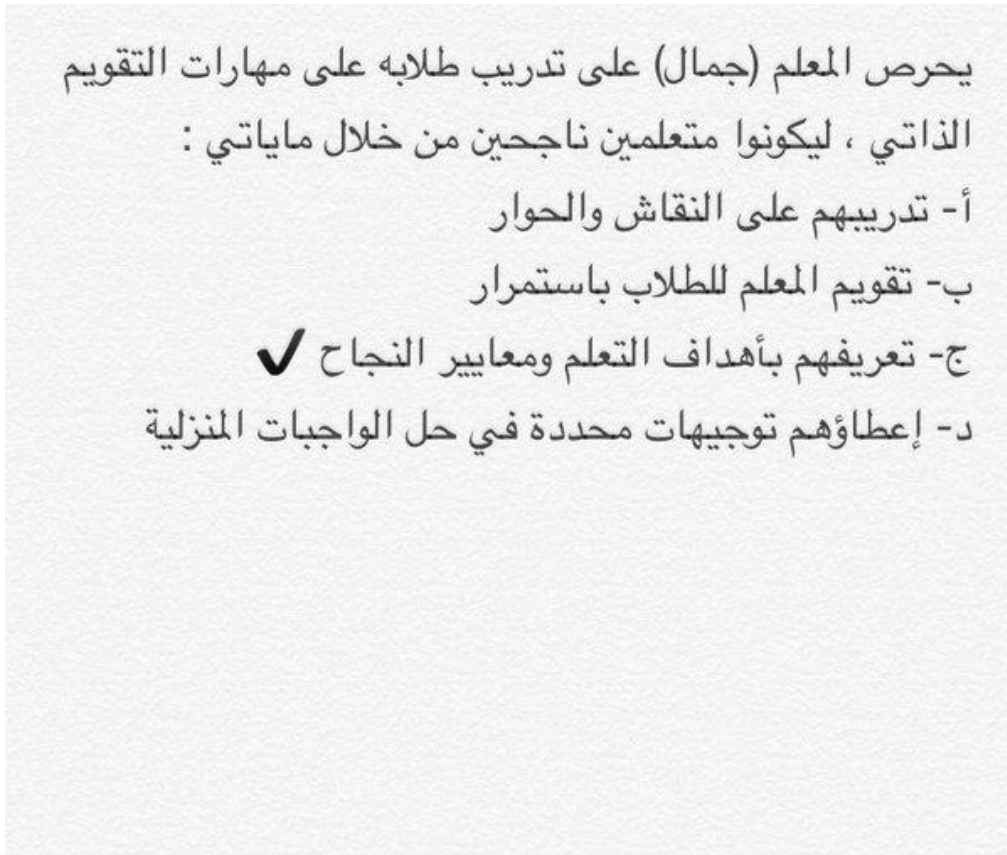 يحرص المعلم (جمال) على تدريب طلابه على مهارات التقويم
الذاتي ، ليكونوا متعلمين ناجحين من خلال ماياتي :
أ- تدريبهم على النقاش والحوار
ب- تقويم المعلم للطلاب باستمرار
ج- تعريفهم بأهداف التعلم ومعايير النجاح ✔
د- إعطاؤهم توجيهات محددة في حل الواجبات المنزلية